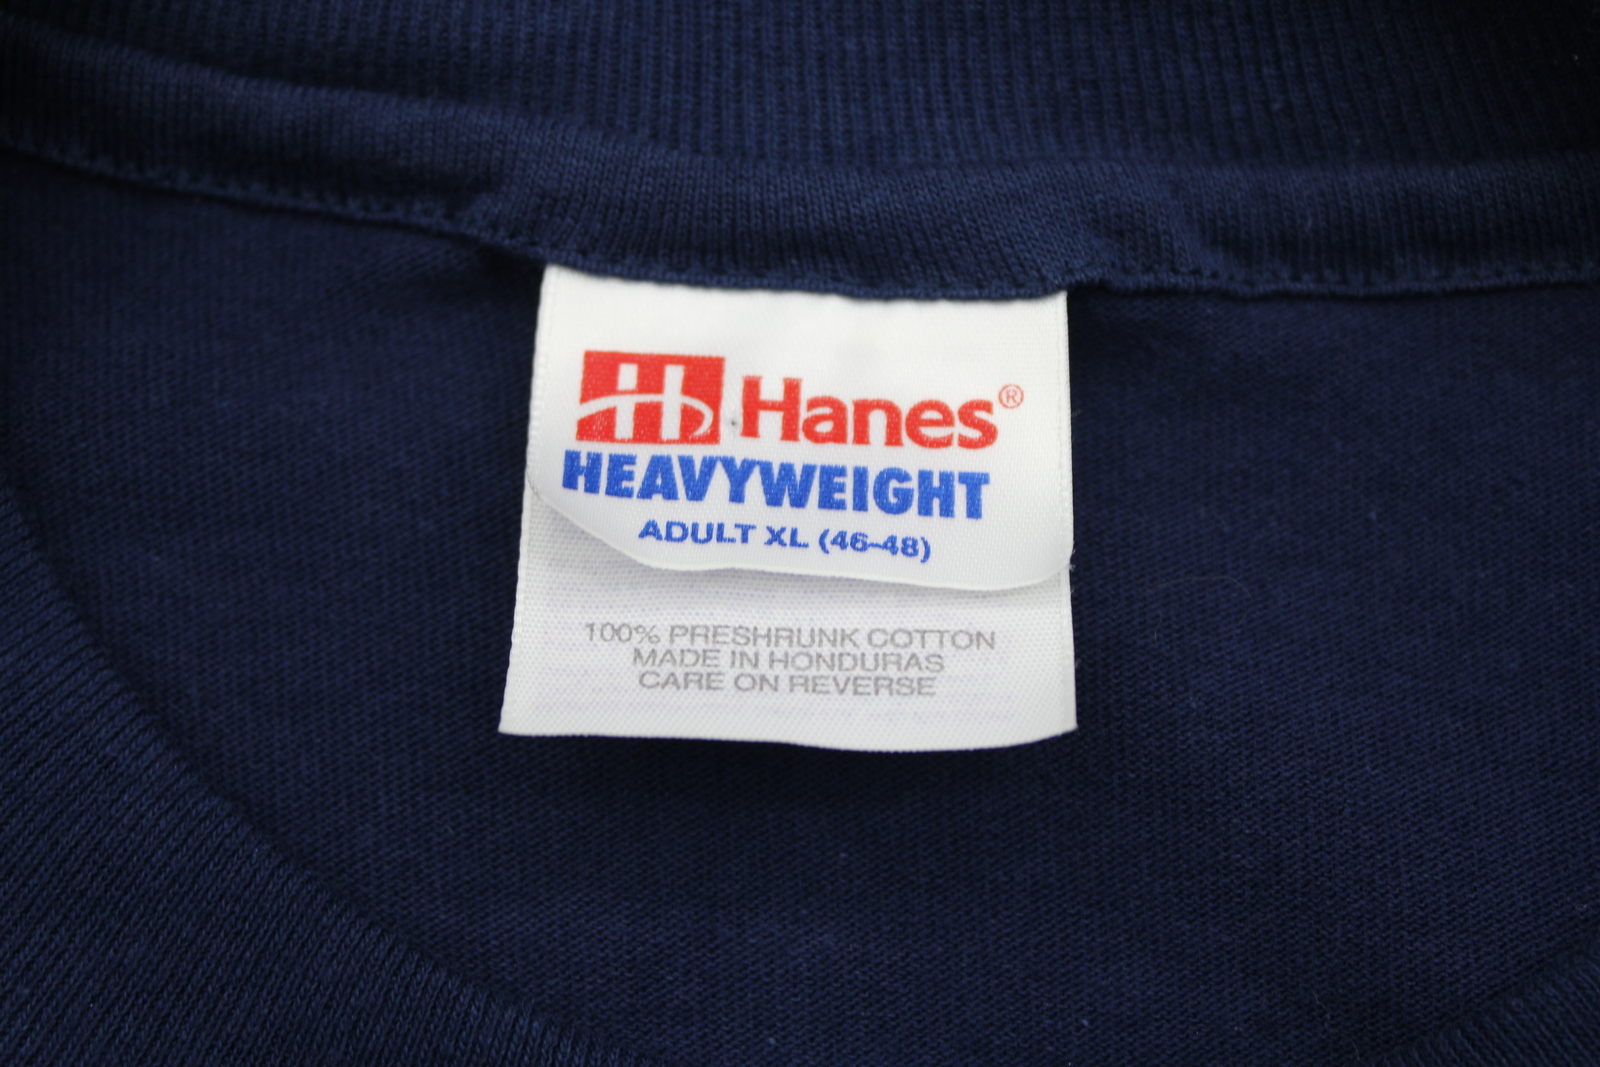 H Hanes®
HEAVYWEIGHT
ADULT XL (46-48)
100% PRESHRUNK COTTON
MADE IN HONDURAS
CARE ON REVERSE